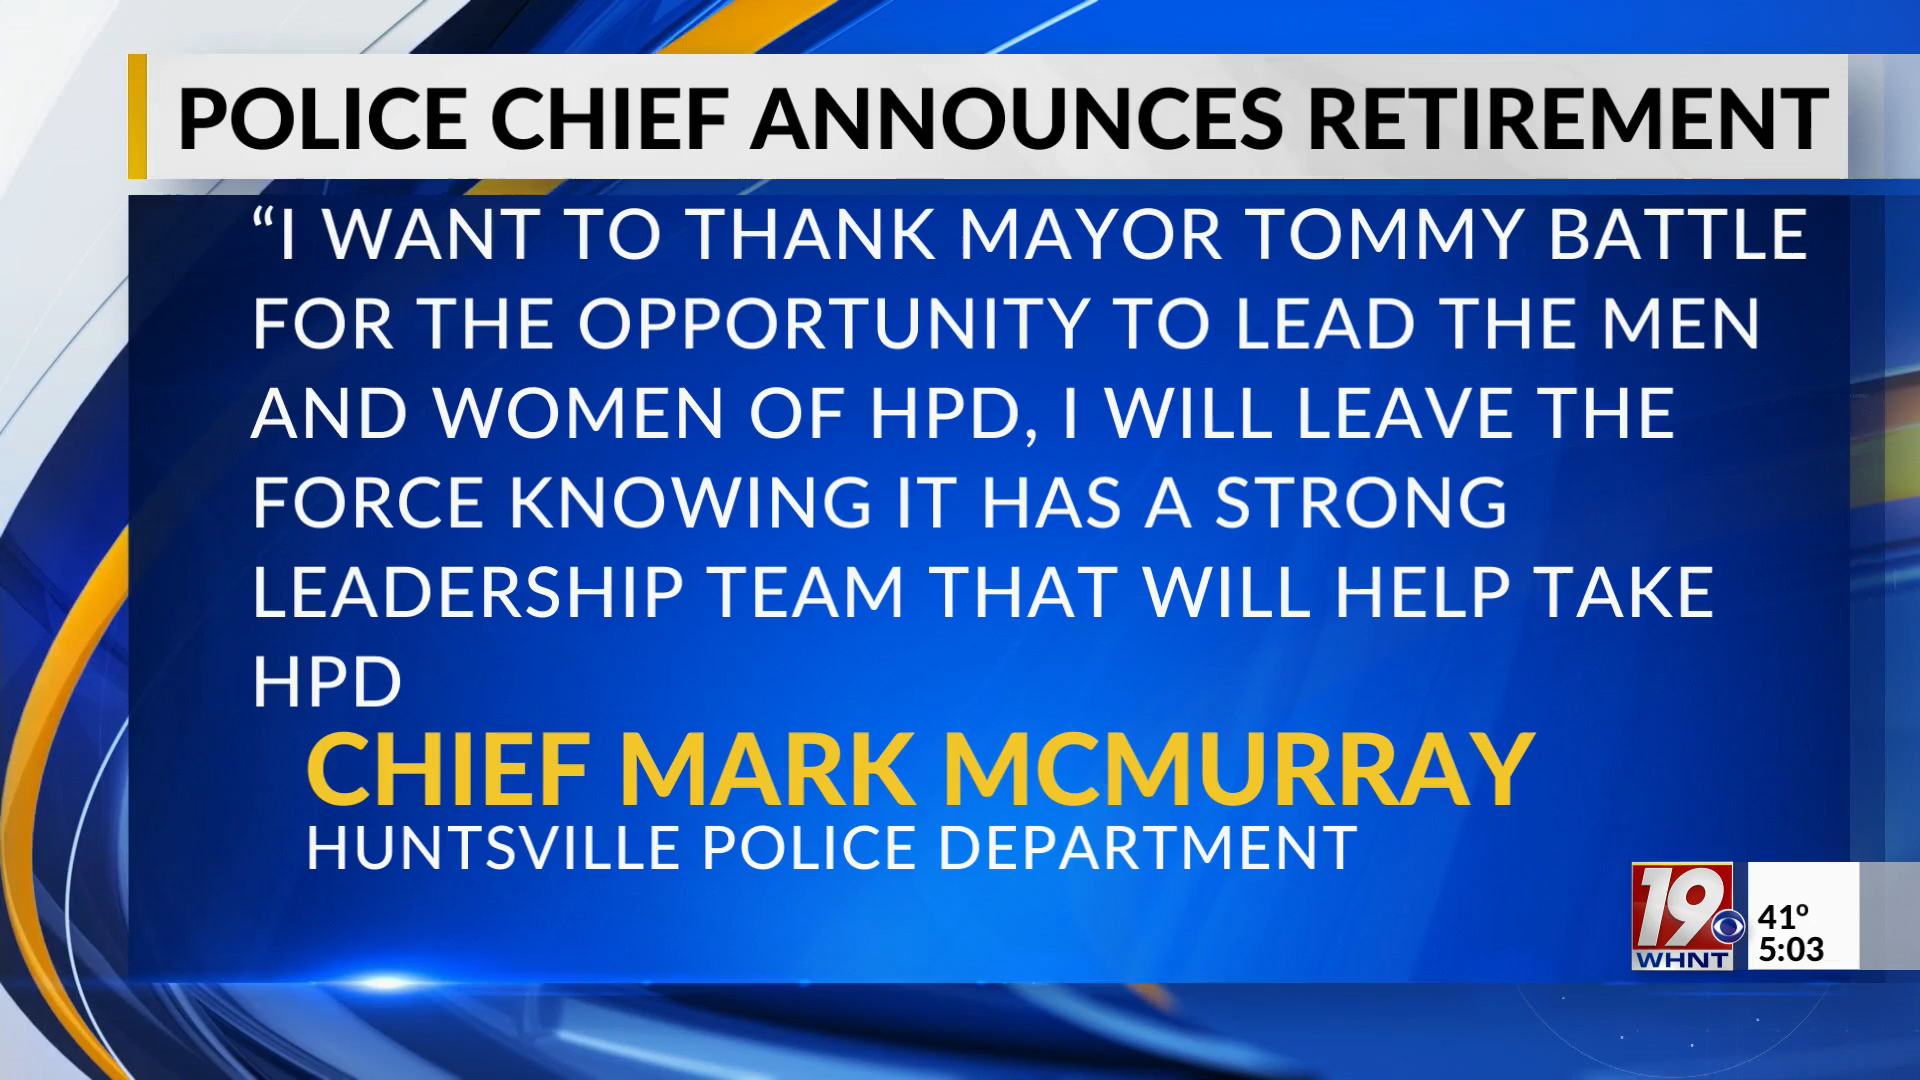 POLICE CHIEF ANNOUNCES RETIREMENT
“I WANT TO THANK MAYOR TOMMY BATTLE
FOR THE OPPORTUNITY TO LEAD THE MEN
AND WOMEN OF HPD, I WILL LEAVE THE
FORCE KNOWING IT HAS A STRONG
LEADERSHIP TEAM THAT WILL HELP TAKE
HPD
CHIEF MARK MCMURRAY
HUNTSVILLE POLICE DEPARTMENT
19
WHNT
41º
5:03